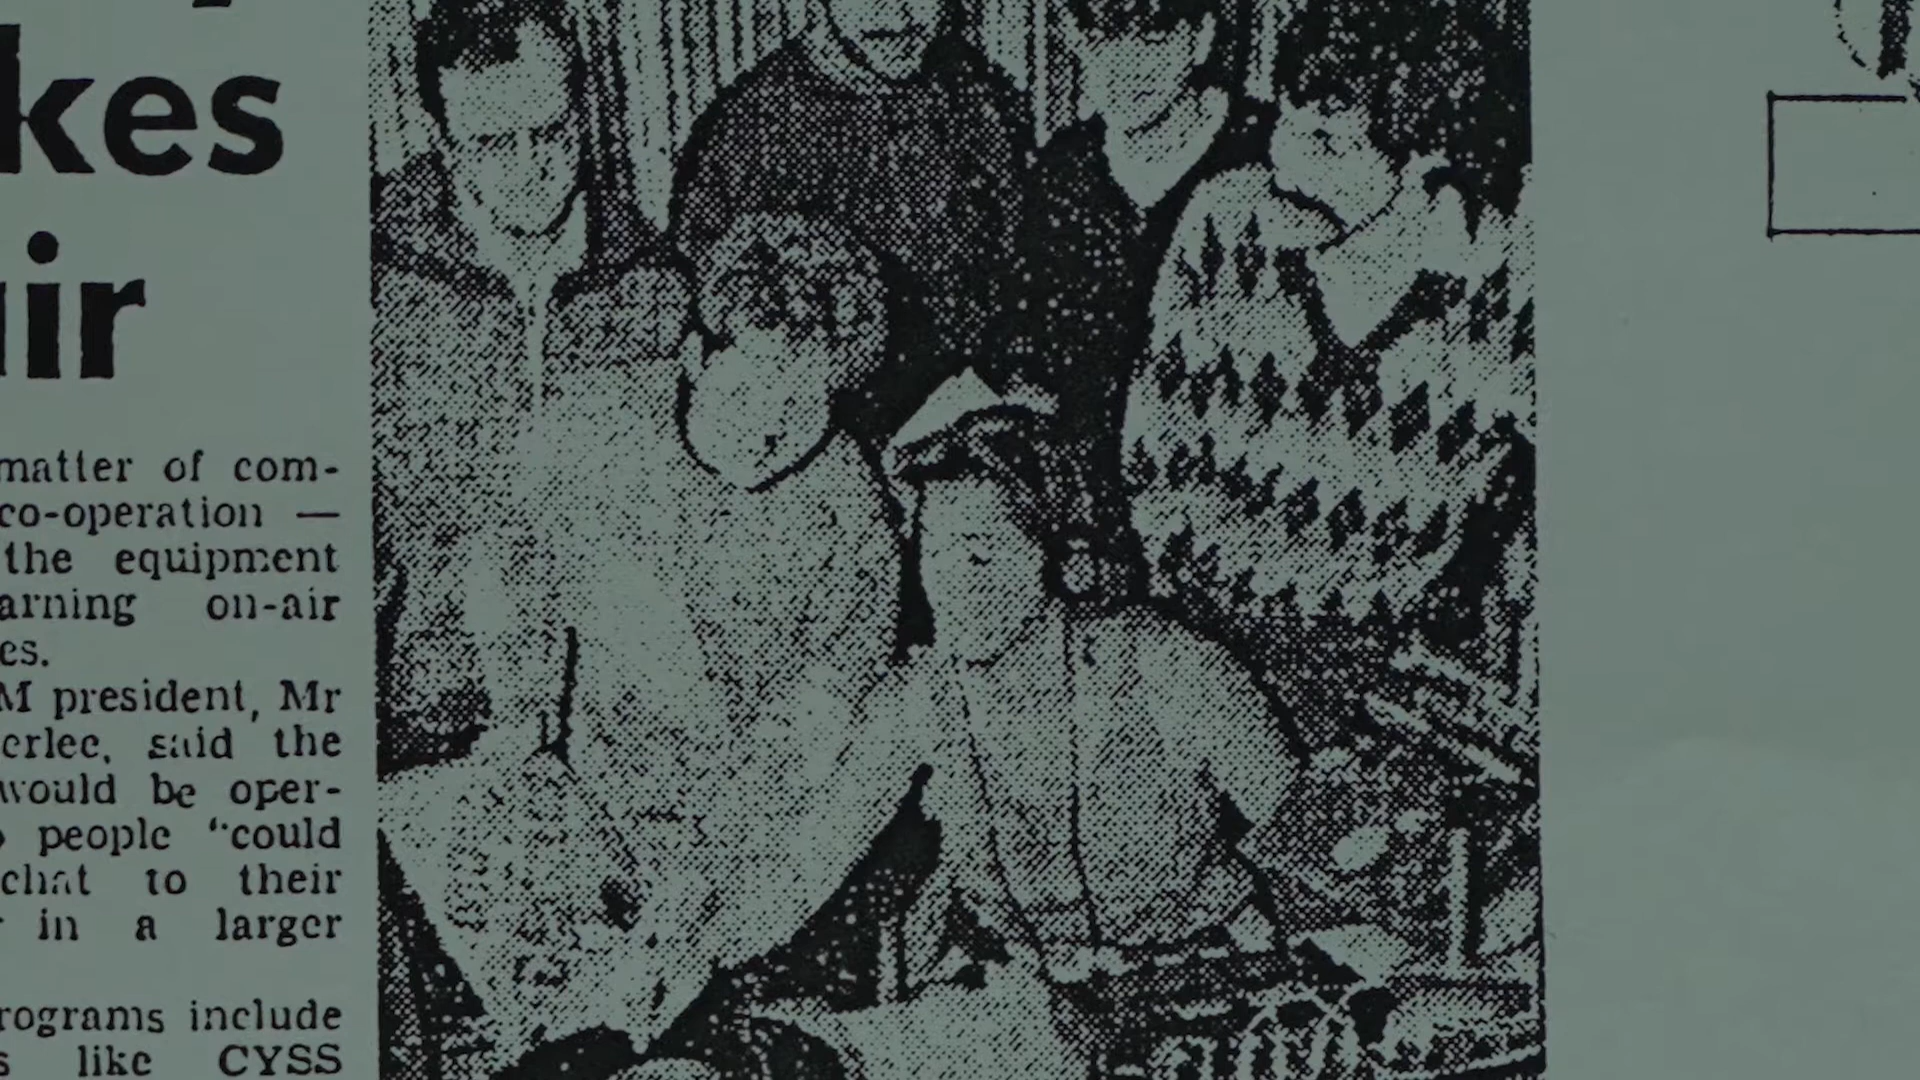 kes
air
matter of com-
co-operation —
the equipment
arning on-air
es.
M president, Mr
erlee, said the
would be oper-
people “could
chat to their
in a larger
rograms include
s like CYSS